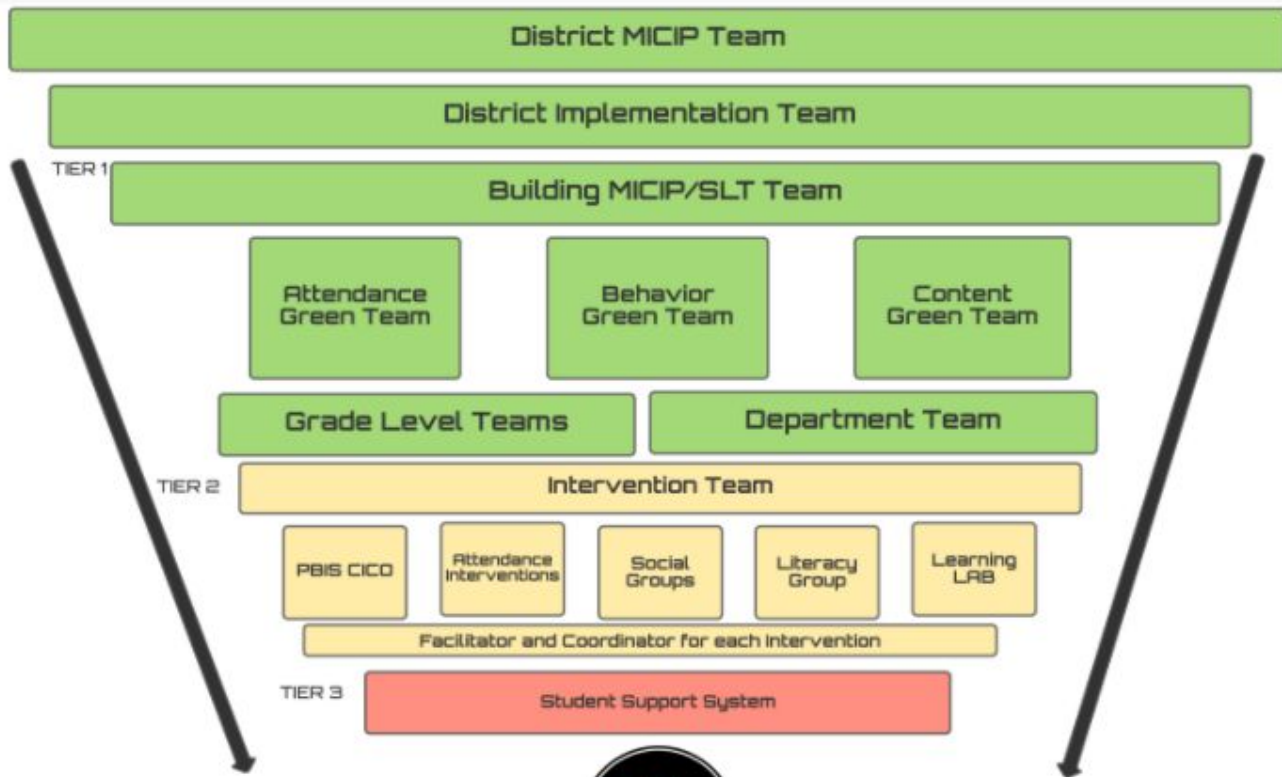 District MICIP Team
District Implementation Team
TIER 1
Building MICIP/SLT Team
Attendance
Green Team
Behavior
Green Team
Content
Green Team
Grade Level Teams
Department Team
TIER 2
Intervention Team
PBIS CICO
Attendance
Interventions
Social
Groups
Literacy
Group
Learning
LAB
Facilitator and Coordinator for each Intervention
TIER 3
Student Support System